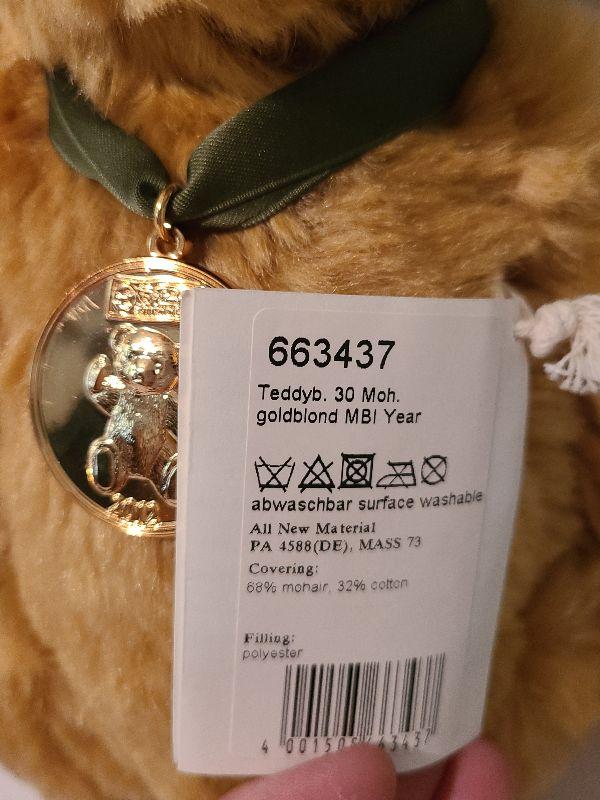 2002
663437
Teddyb. 30 Moh.
goldblond MBI Year
abwaschbar surface washable
All New Material
PA 4588(DE), MASS 73
Covering:
68% mohair, 32% cotton
Filling:
polyester